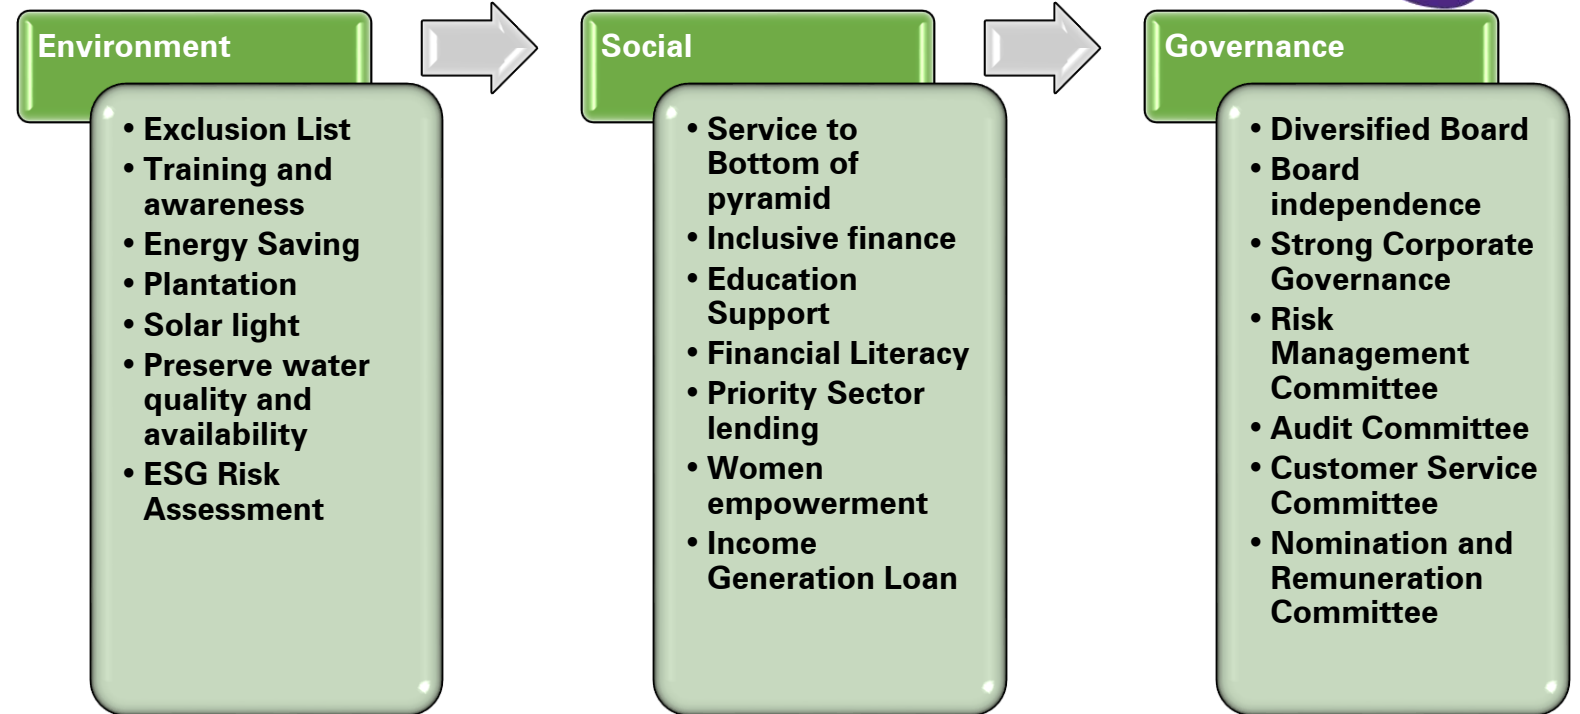 Environment
• Exclusion List
• Training and
awareness
• Energy Saving
• Plantation
• Solar light
• Preserve water
quality and
availability
• ESG Risk
Assessment
Social
• Service to
Bottom of
pyramid
• Inclusive finance
• Education
Support
• Financial Literacy
• Priority Sector
lending
• Women
empowerment
• Income
Generation Loan
Governance
• Diversified Board
• Board
independence
• Strong Corporate
Governance
• Risk
Management
Committee
• Audit Committee
• Customer Service
Committee
• Nomination and
Remuneration
Committee